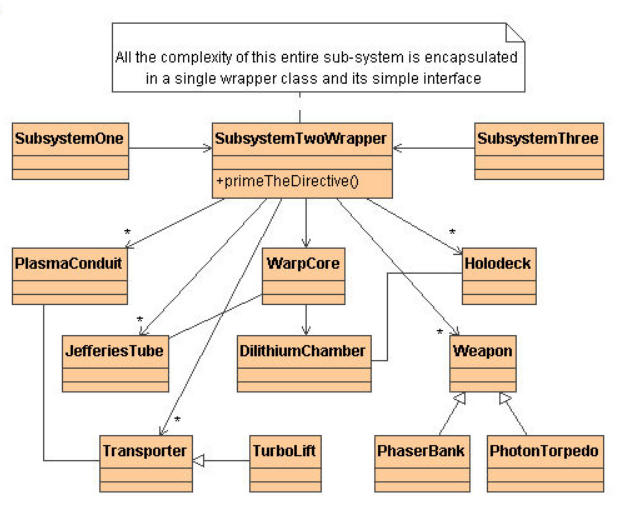 All the complexity of this entire sub-system is encapsulated
in a single wrapper class and its simple interface
SubsystemOne
SubsystemTwoWrapper
SubsystemThree
+primeTheDirective()
*
*
PlasmaConduit
WarpCore
Holodeck
*
*
JefferiesTube
DilithiumChamber
Weapon
*
Transporter
TurboLift
PhaserBank
PhotonTorpedo